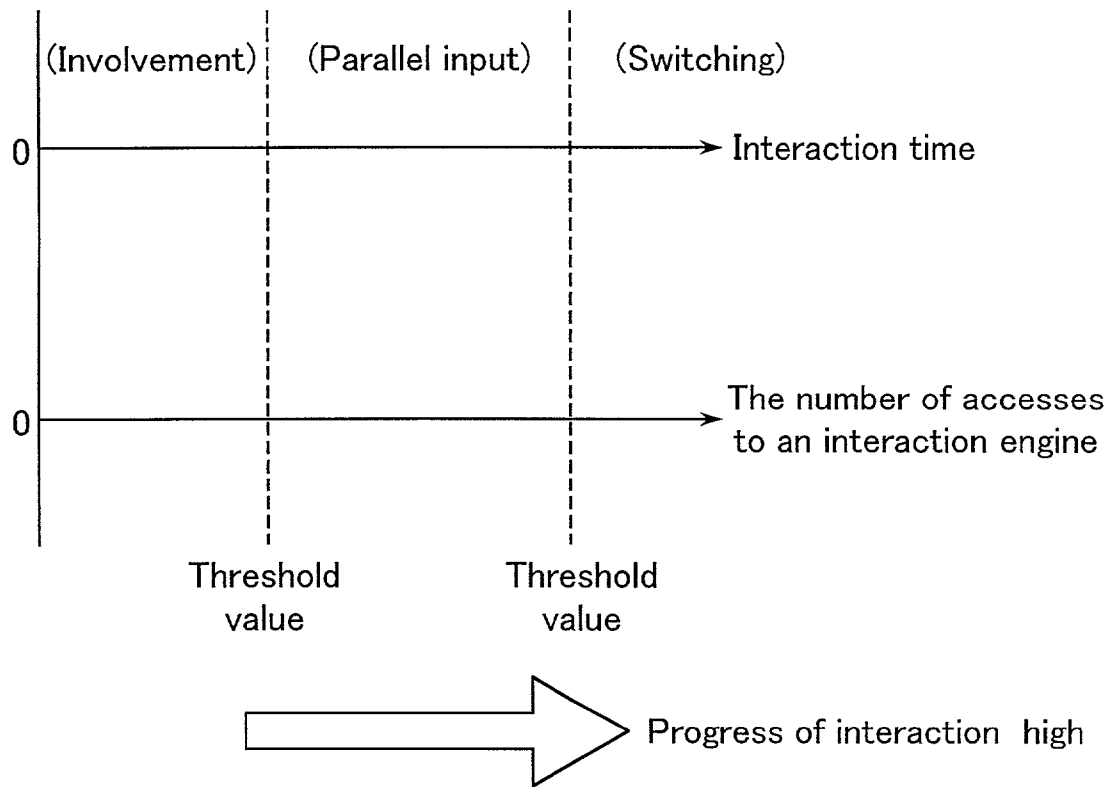 (Involvement) (Parallel input) (Switching)
0 Interaction time
0 The number of accesses
to an interaction engine
Threshold Threshold
value value
Progress of interaction high